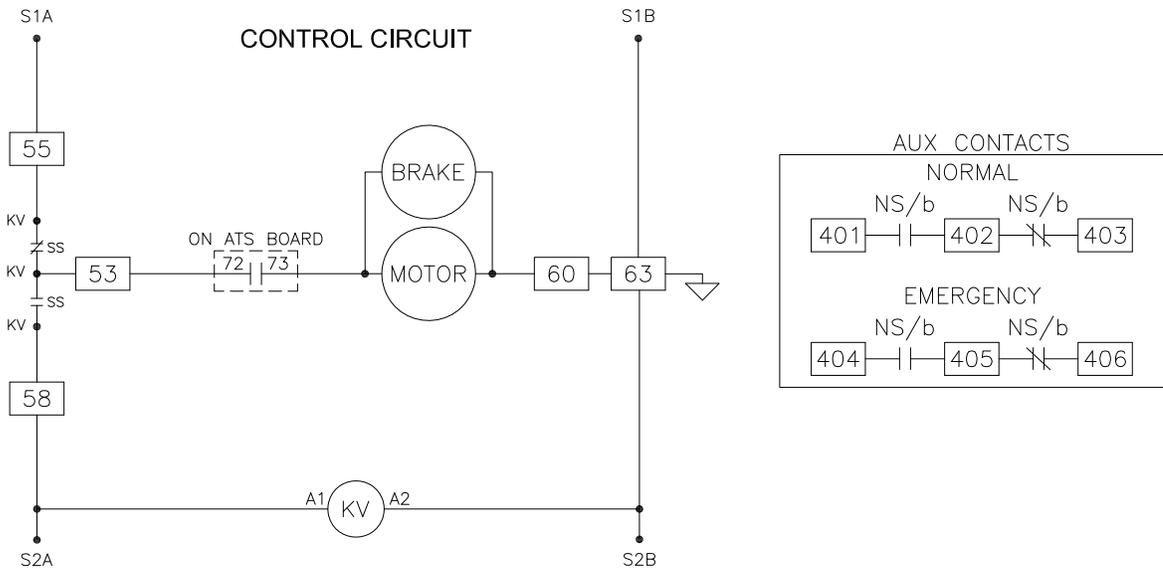 S1A
S1B
CONTROL CIRCUIT
55
BRAKE
AUX CONTACTS
NORMAL
NS/b NS/b
401 402 403
KV
SS
ON ATS BOARD
72 73
KV
53
MOTOR
60
63
SS
KV
EMERGENCY
NS/b NS/b
404 405 406
58
A1 KV A2
S2A
S2B